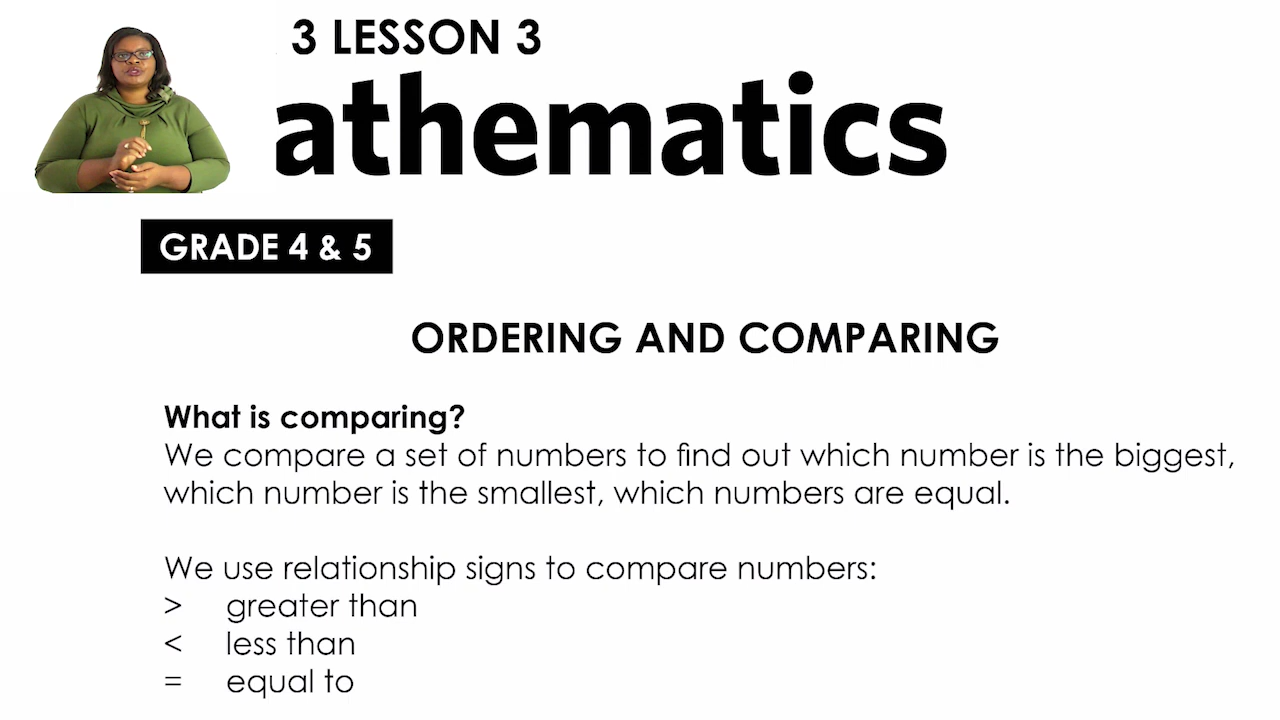 3 LESSON 3
athematics
GRADE 4 & 5
ORDERING AND COMPARING
What is comparing?
We compare a set of numbers to find out which number is the biggest,
which number is the smallest, which numbers are equal.
We use relationship signs to compare numbers:
> greater than
< less than
= equal to